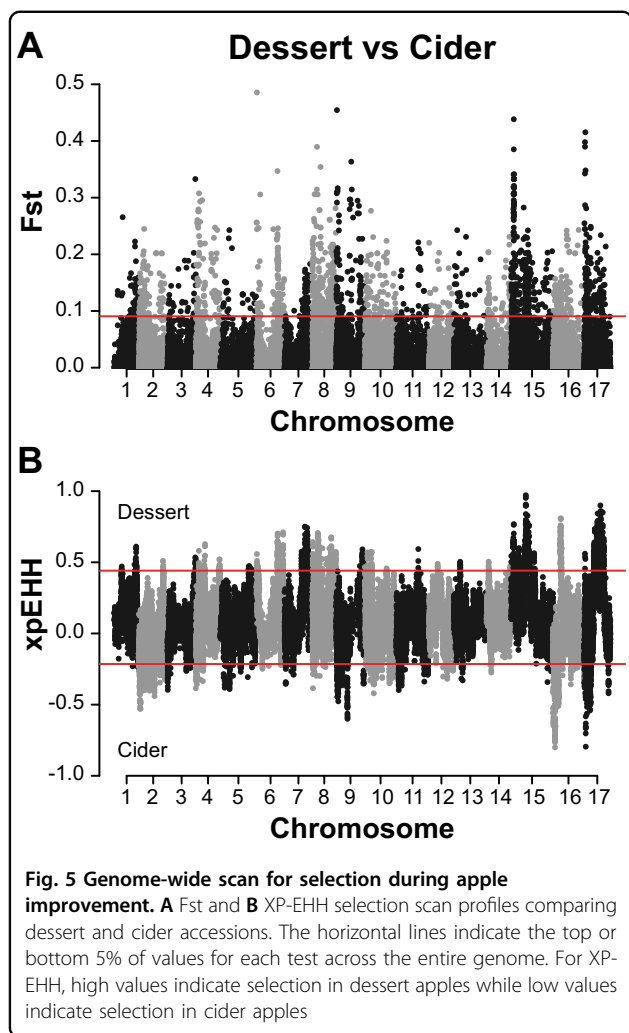 A
Dessert vs Cider
0.5
0.4
0.3
0.2
0.1
0.0
Fst
1 2 3 4 5 6 7 8 9 10 11 12 13 14 15 16 17
Chromosome
B
1.0
0.5
0.0
-0.5
-1.0
xpEHH
Dessert
Cider
1 2 3 4 5 6 7 8 9 10 11 12 13 14 15 16 17
Chromosome
Fig. 5 Genome-wide scan for selection during apple
improvement. A Fst and B XP-EHH selection scan profiles comparing
dessert and cider accessions. The horizontal lines indicate the top or
bottom 5% of values for each test across the entire genome. For XP-
EHH, high values indicate selection in dessert apples while low values
indicate selection in cider apples